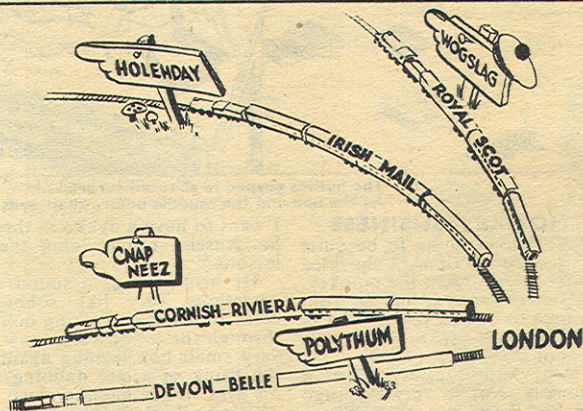 HOLEHDAY
WOGSLAG
ROYAL SCOT
IRISH MAIL
CNAP
NEEZ
CORNISH RIVIERA
POLYTHUM
LONDON
DEVON BELLE